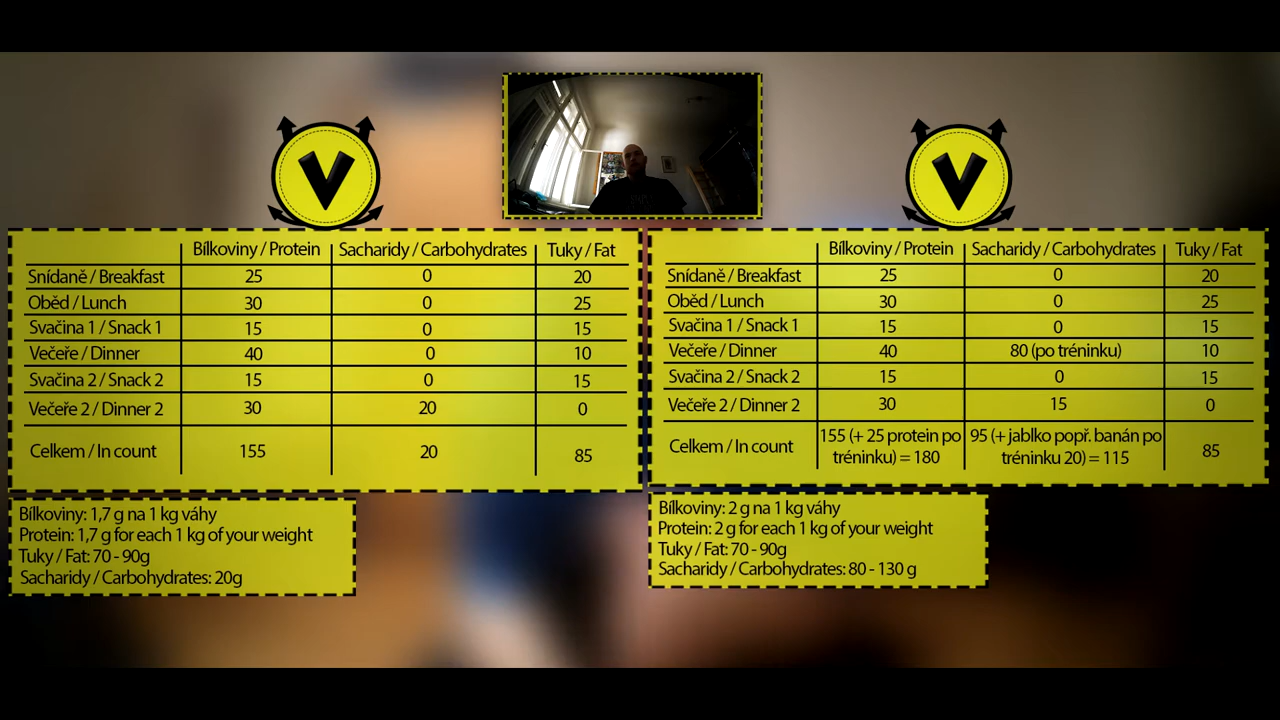 V
V
Bílkoviny / Protein Sacharidy / Carbohydrates Tuky / Fat
Snídaně / Breakfast 25 0 20
Oběd / Lunch 30 0 25
Svačina 1 / Snack 1 15 0 15
Večeře / Dinner 40 0 10
Svačina 2 / Snack 2 15 0 15
Večeře 2 / Dinner 2 30 20 0
Celkem / In count 155 20 85
Bílkoviny: 1,7 g na 1 kg váhy
Protein: 1,7 g for each 1 kg of your weight
Tuky / Fat: 70 - 90g
Sacharidy / Carbohydrates: 20g
Bílkoviny / Protein Sacharidy / Carbohydrates Tuky / Fat
Snídaně / Breakfast 25 0 20
Oběd / Lunch 30 0 25
Svačina 1 / Snack 1 15 0 15
Večeře / Dinner 40 80 (po tréninku) 10
Svačina 2 / Snack 2 15 0 15
Večeře 2 / Dinner 2 30 15 0
Celkem / In count 155 (+ 25 protein po tréninku) = 180 95 (+ jablko popř. banán po tréninku 20) = 115 85
Bílkoviny: 2 g na 1 kg váhy
Protein: 2 g for each 1 kg of your weight
Tuky / Fat: 70 - 90g
Sacharidy / Carbohydrates: 80 - 130 g